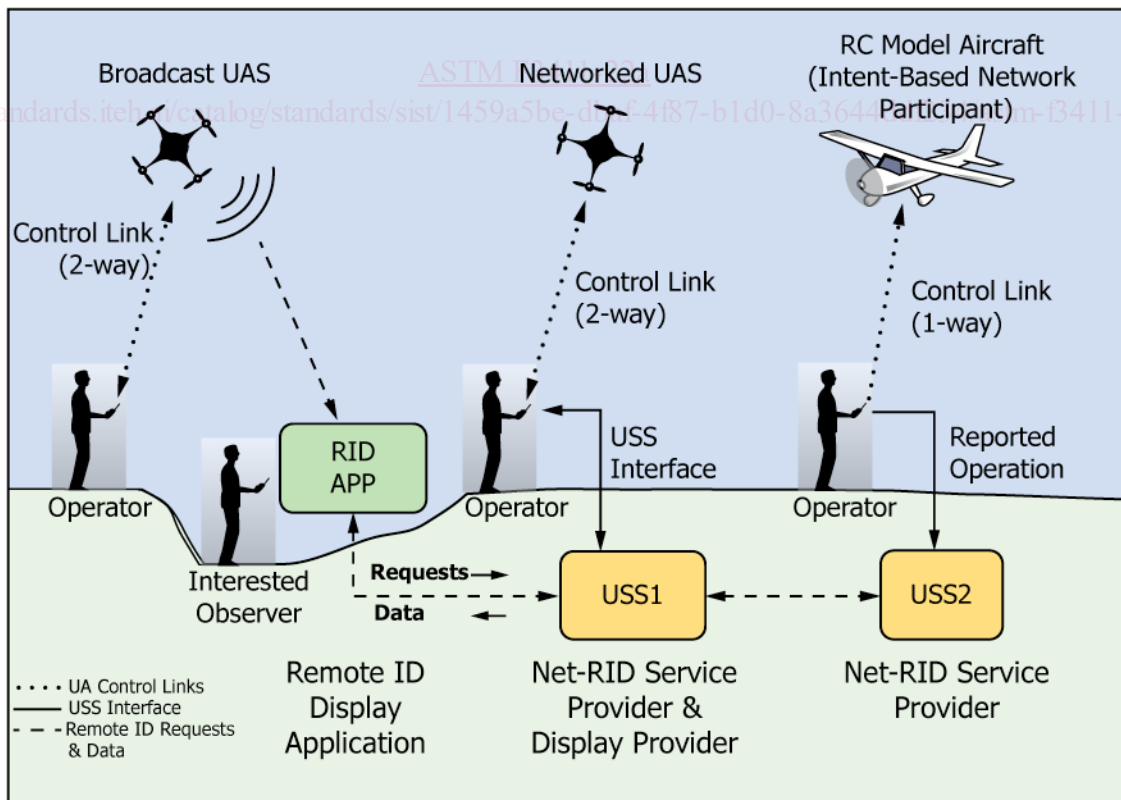 Broadcast UAS
ASTM
Networked UAS
RC Model Aircraft
(Intent-Based Network
Participant)
Control Link
(2-way)
Control Link
(2-way)
Control Link
(1-way)
RID
APP
USS
Interface
Reported
Operation
Operator
Operator
Operator
Interested
Observer
Requests
Data
USS1
USS2
Remote ID
Display
Application
Net-RID Service
Provider &
Display Provider
Net-RID Service
Provider
UA Control Links
USS Interface
Remote ID Requests
& Data